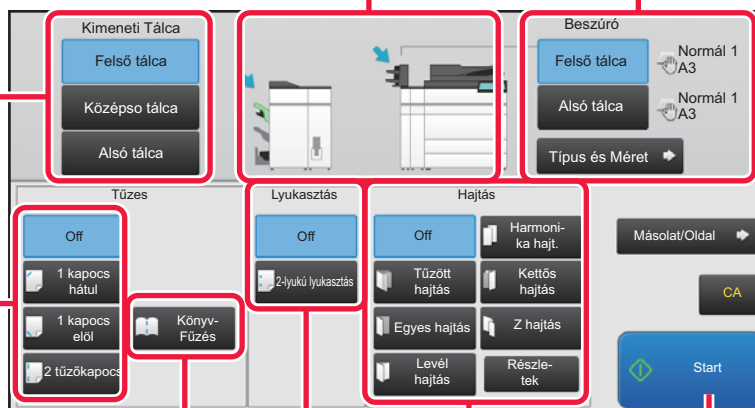 Kimeneti Tálca
Felső tálca
Középso tálca
Alsó tálca
Beszúró
Felső tálca
Normál 1
A3
Alsó tálca
Normál 1
A3
Típus és Méret
Tűzes
Off
1 kapocs
hátul
1 kapocs
elöl
2 tűzőkapocs
Könyv-
Fűzés
Lyukasztás
Off
2-lyukú lyukasztás
Hajtás
Off
Harmoni-
ka hajt.
Tűzött
hajtás
Kettős
hajtás
Egyes hajtás
Z hajtás
Levél
hajtás
Részle-
tek
Másolat/Oldal
CA
Start